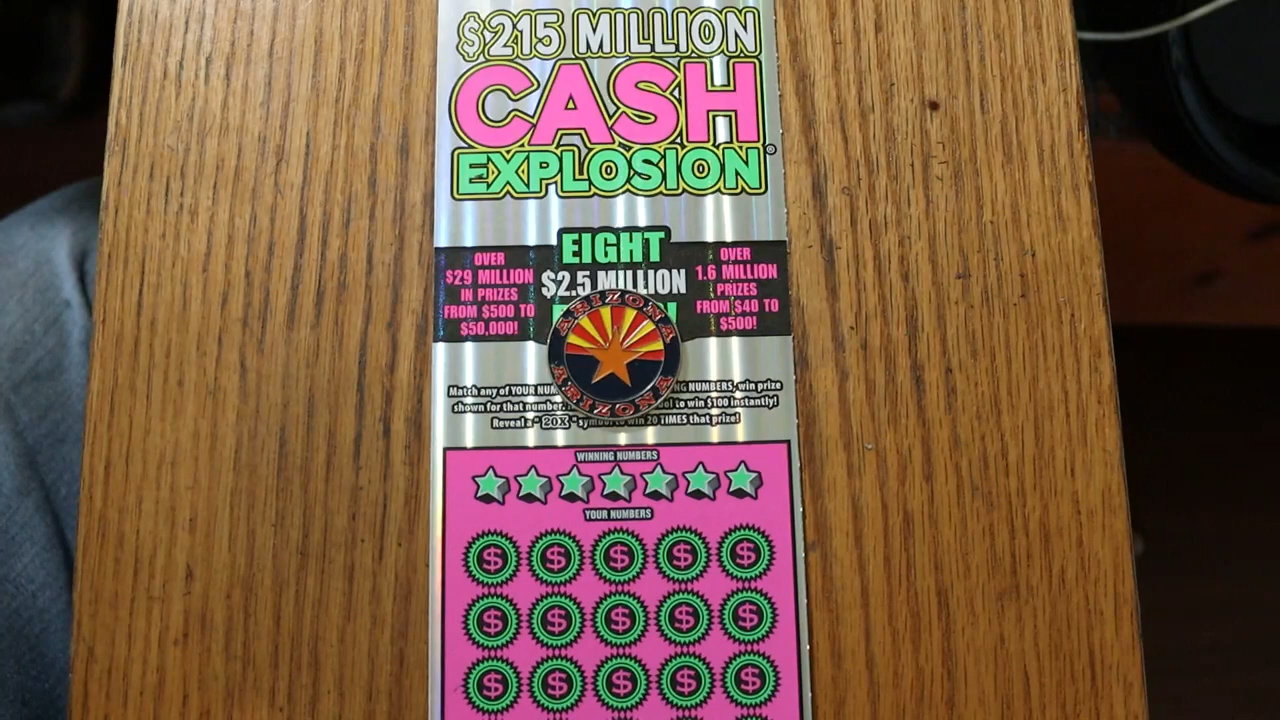 $215 MILLION
CASH
EXPLOSION®
OVER
$29 MILLION
IN PRIZES
FROM $500 TO
$50,000!
EIGHT
$2.5 MILLION
OVER
1.6 MILLION
PRIZES
FROM $40 TO
$500!
ARIZONA
ARIZONA
Match any of YOUR NG NUMBERS, win prize
shown for that number. to win $100 instantly!
Reveal a "20X" symbol to win 20 TIMES that prize!
WINNING NUMBERS
YOUR NUMBERS
$ $ $ $ $
$ $ $ $ $
$ $ $ $ $